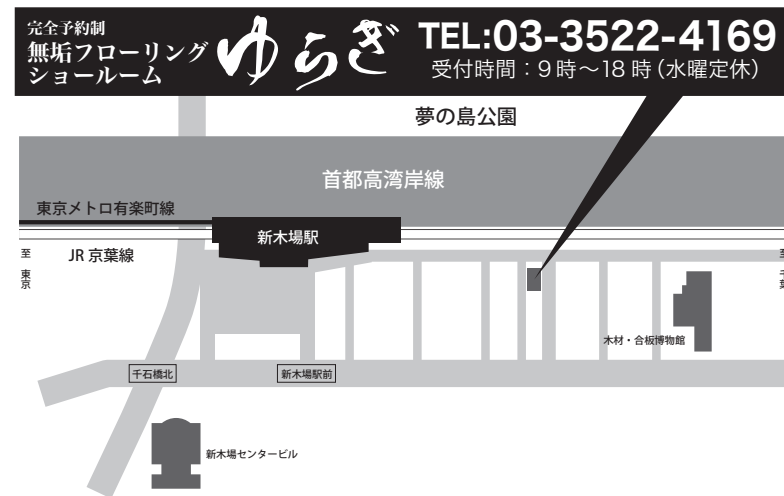 完全予約制
無垢フローリング
ショールーム
ゆらぎ
TEL:03-3522-4169
受付時間：9時～18時（水曜定休）
夢の島公園
首都高湾岸線
東京メトロ有楽町線
新木場駅
JR 京葉線
至 東京
至 千葉
木材・合板博物館
千石橋北
新木場駅前
新木場センタービル